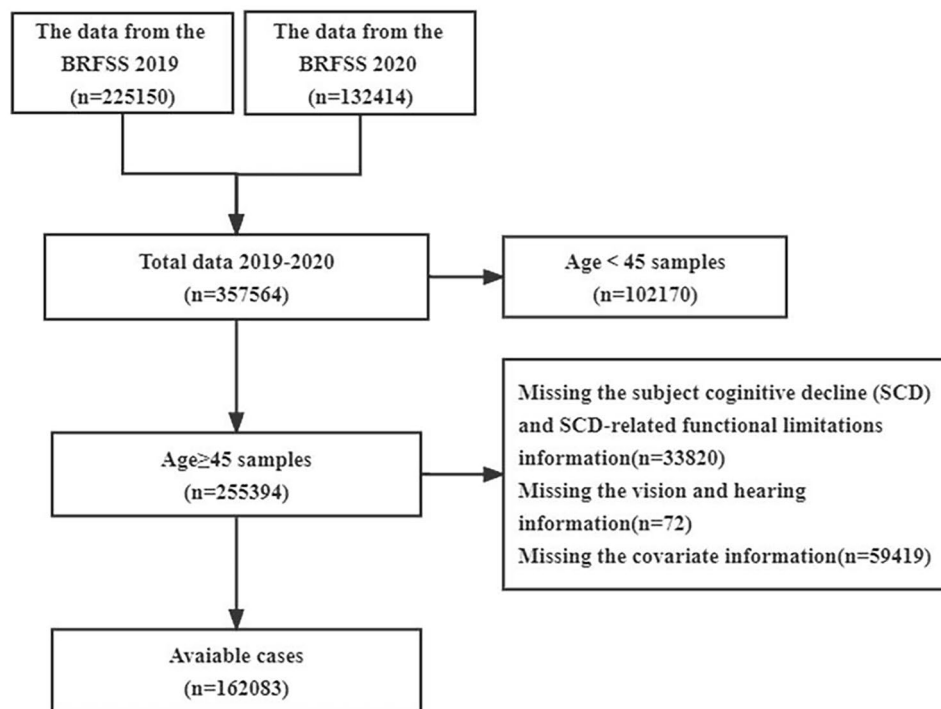 The data from the
BRFSS 2019
(n=225150)
The data from the
BRFSS 2020
(n=132414)
Total data 2019-2020
(n=357564)
Age < 45 samples
(n=102170)
Age≥45 samples
(n=255394)
Missing the subject coginitive decline (SCD)
and SCD-related functional limitations
information(n=33820)
Missing the vision and hearing
information(n=72)
Missing the covariate information(n=59419)
Avaiable cases
(n=162083)